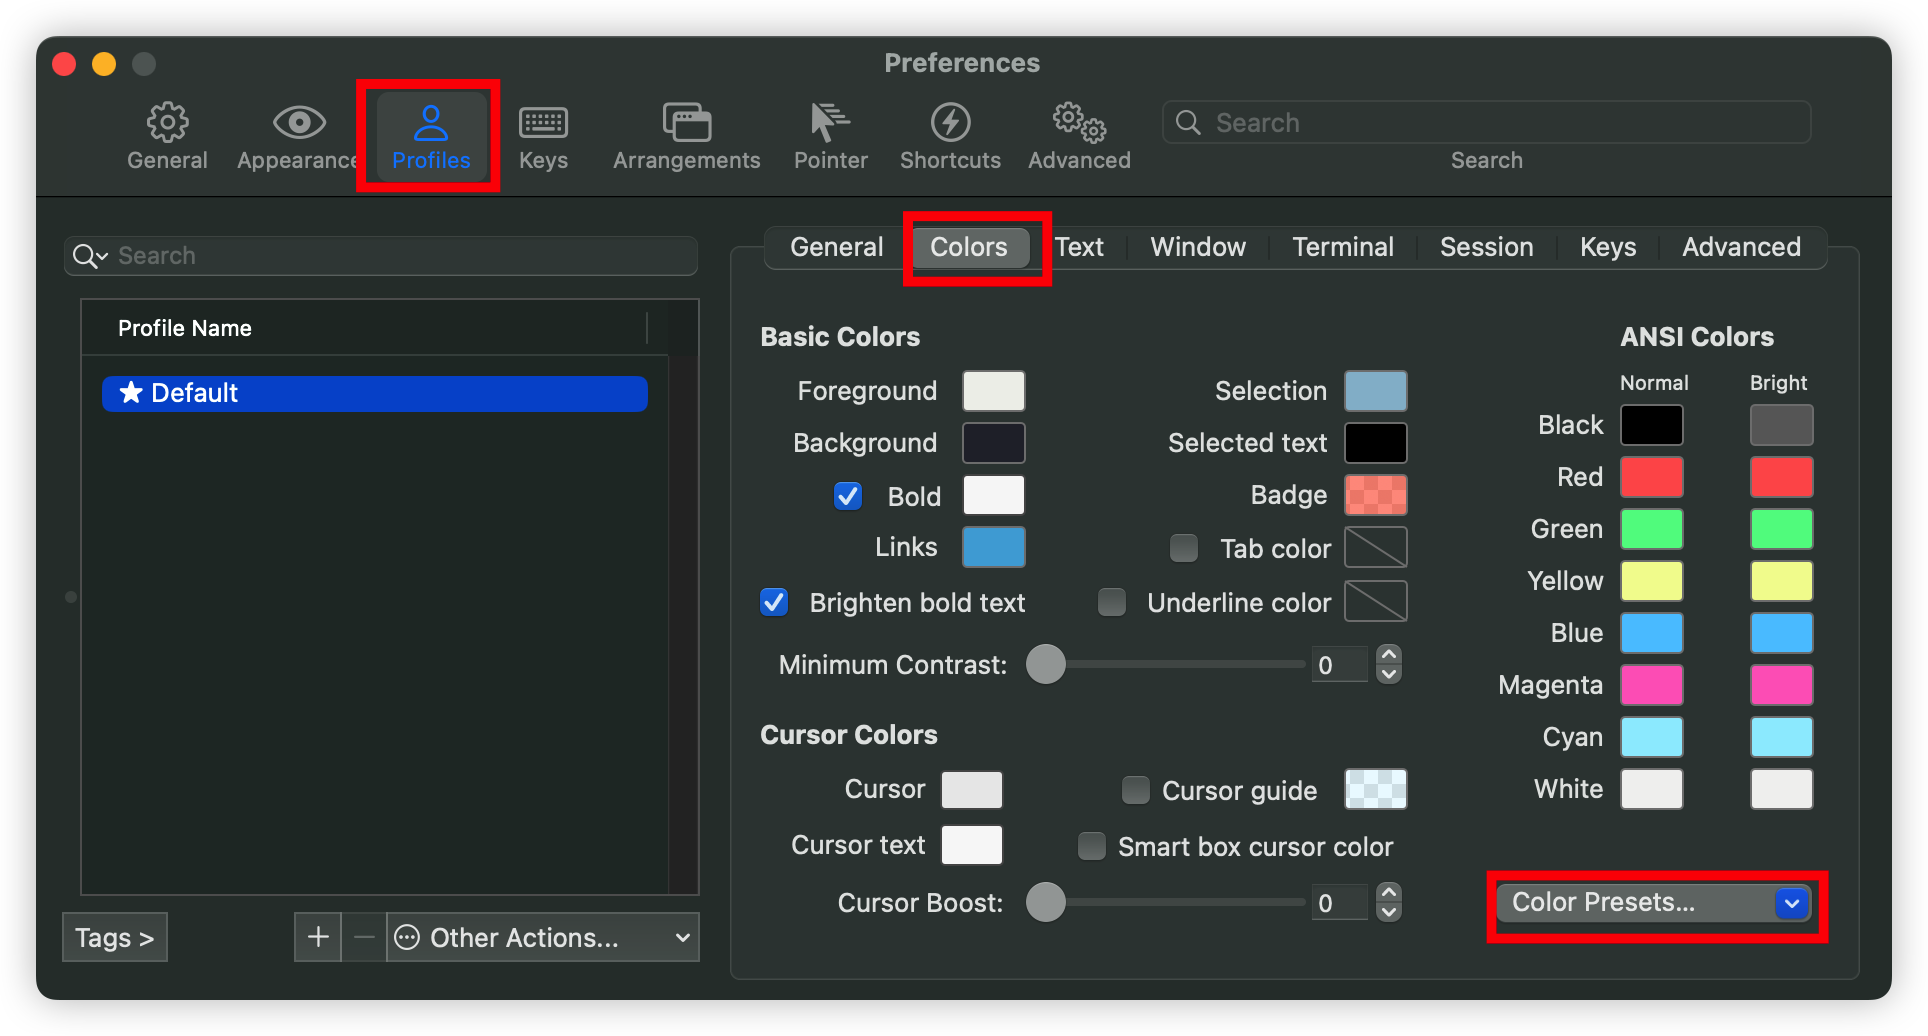 Preferences
General
Appearance
Profiles
Keys
Arrangements
Pointer
Shortcuts
Advanced
Search
Search
Search
Profile Name
Default
Tags >
Other Actions...
General
Colors
Text
Window
Terminal
Session
Keys
Advanced
Basic Colors
Foreground
Background
Bold
Links
Brighten bold text
Selection
Selected text
Badge
Tab color
Underline color
Minimum Contrast:
0
Cursor Colors
Cursor
Cursor text
Cursor guide
Smart box cursor color
Cursor Boost:
0
ANSI Colors
Normal Bright
Black
Red
Green
Yellow
Blue
Magenta
Cyan
White
Color Presets...